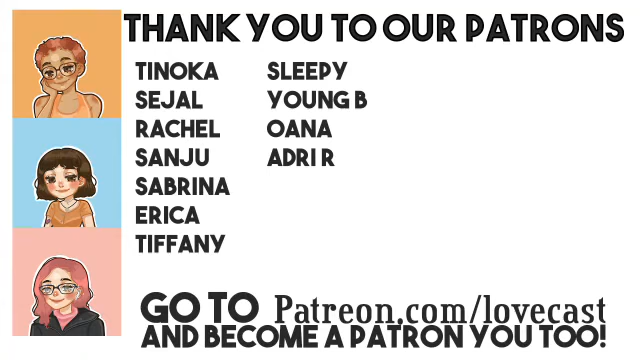 THANK YOU TO OUR PATRONS
TINOKA
SEJAL
RACHEL
SANJU
SABRINA
ERICA
TIFFANY
SLEEPY
YOUNG B
OANA
ADRI R
GO TO Patreon.com/lovecast
AND BECOME A PATRON YOU TOO!